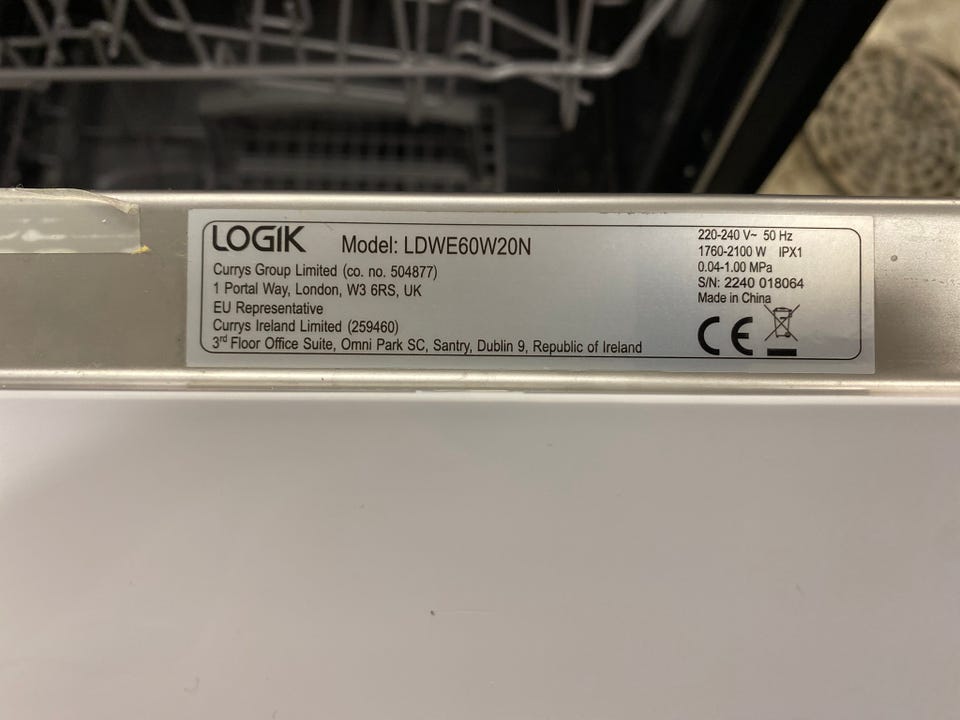 LOGIK Model: LDWE60W20N
Currys Group Limited (co. no. 504877)
1 Portal Way, London, W3 6RS, UK
EU Representative
Currys Ireland Limited (259460)
3rd Floor Office Suite, Omni Park SC, Santry, Dublin 9, Republic of Ireland
220-240 V~ 50 Hz
1760-2100 W IPX1
0.04-1.00 MPa
S/N: 2240 018064
Made in China
CE